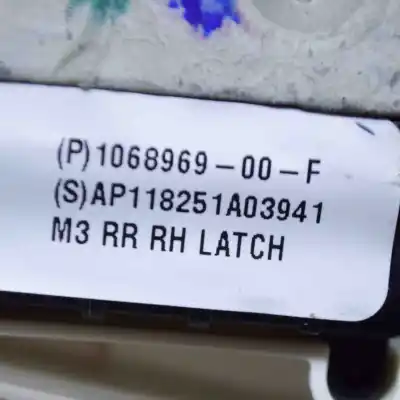 (P)1068969-00-F
(S)AP118251A03941
M3 RR RH LATCH